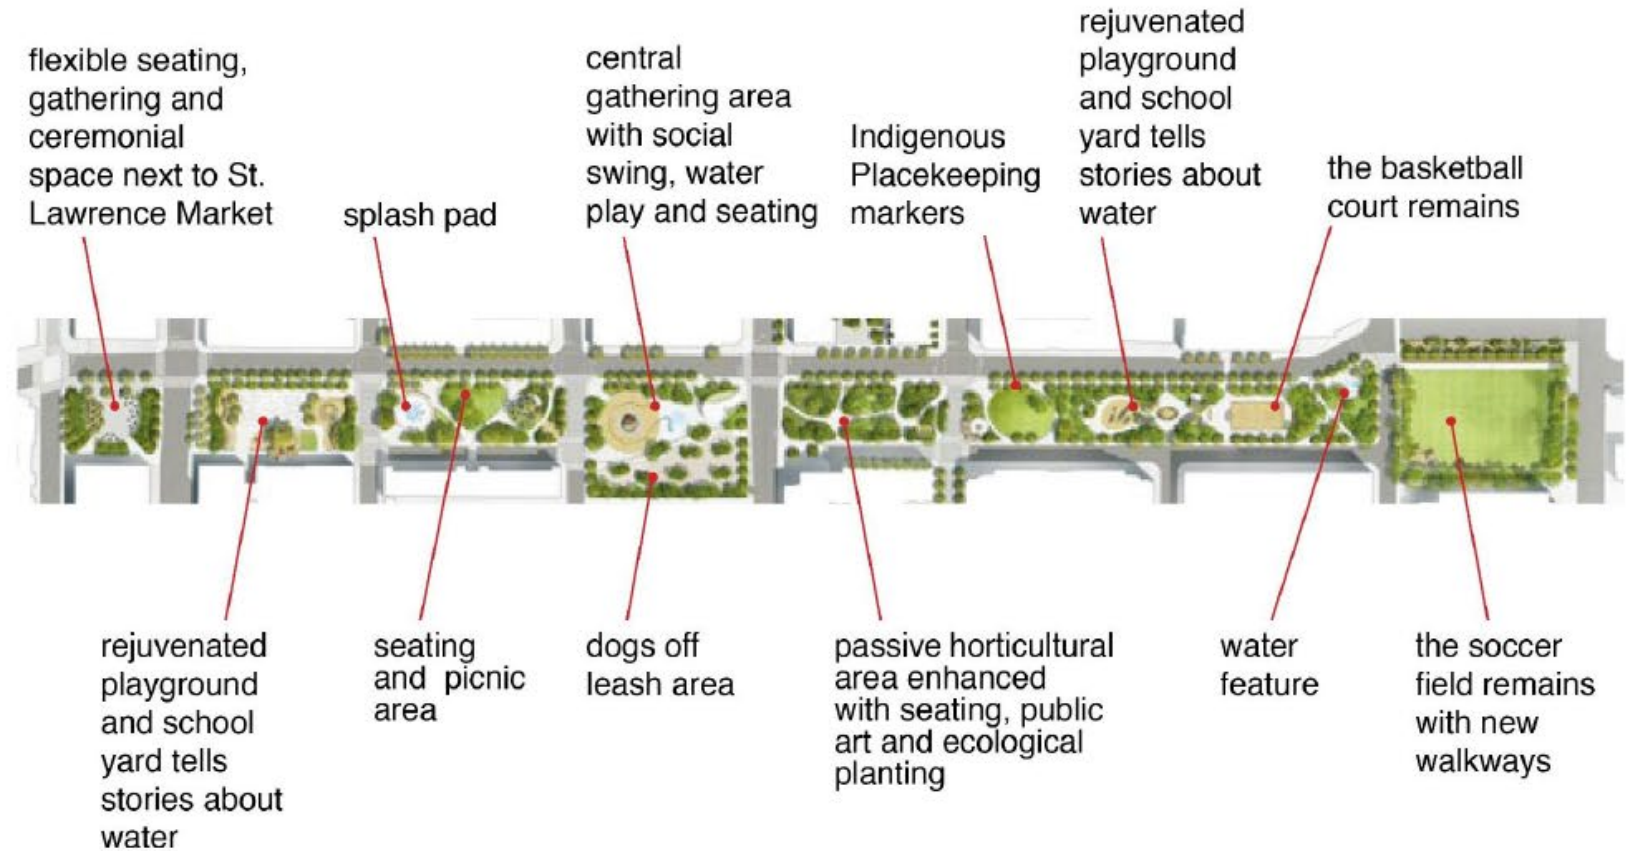 flexible seating,
gathering and
ceremonial
space next to St.
Lawrence Market
splash pad
central
gathering area
with social
swing, water
play and seating
Indigenous
Placekeeping
markers
rejuvenated
playground
and school
yard tells
stories about
water
the basketball
court remains
rejuvenated
playground
and school
yard tells
stories about
water
seating
and picnic
area
dogs off
leash area
passive horticultural
area enhanced
with seating, public
art and ecological
planting
water
feature
the soccer
field remains
with new
walkways